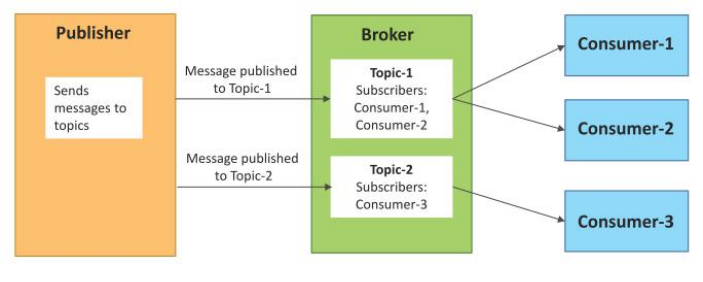 Publisher
Sends
messages to
topics
Message published
to Topic-1
Message published
to Topic-2
Broker
Topic-1
Subscribers:
Consumer-1,
Consumer-2
Topic-2
Subscribers:
Consumer-3
Consumer-1
Consumer-2
Consumer-3